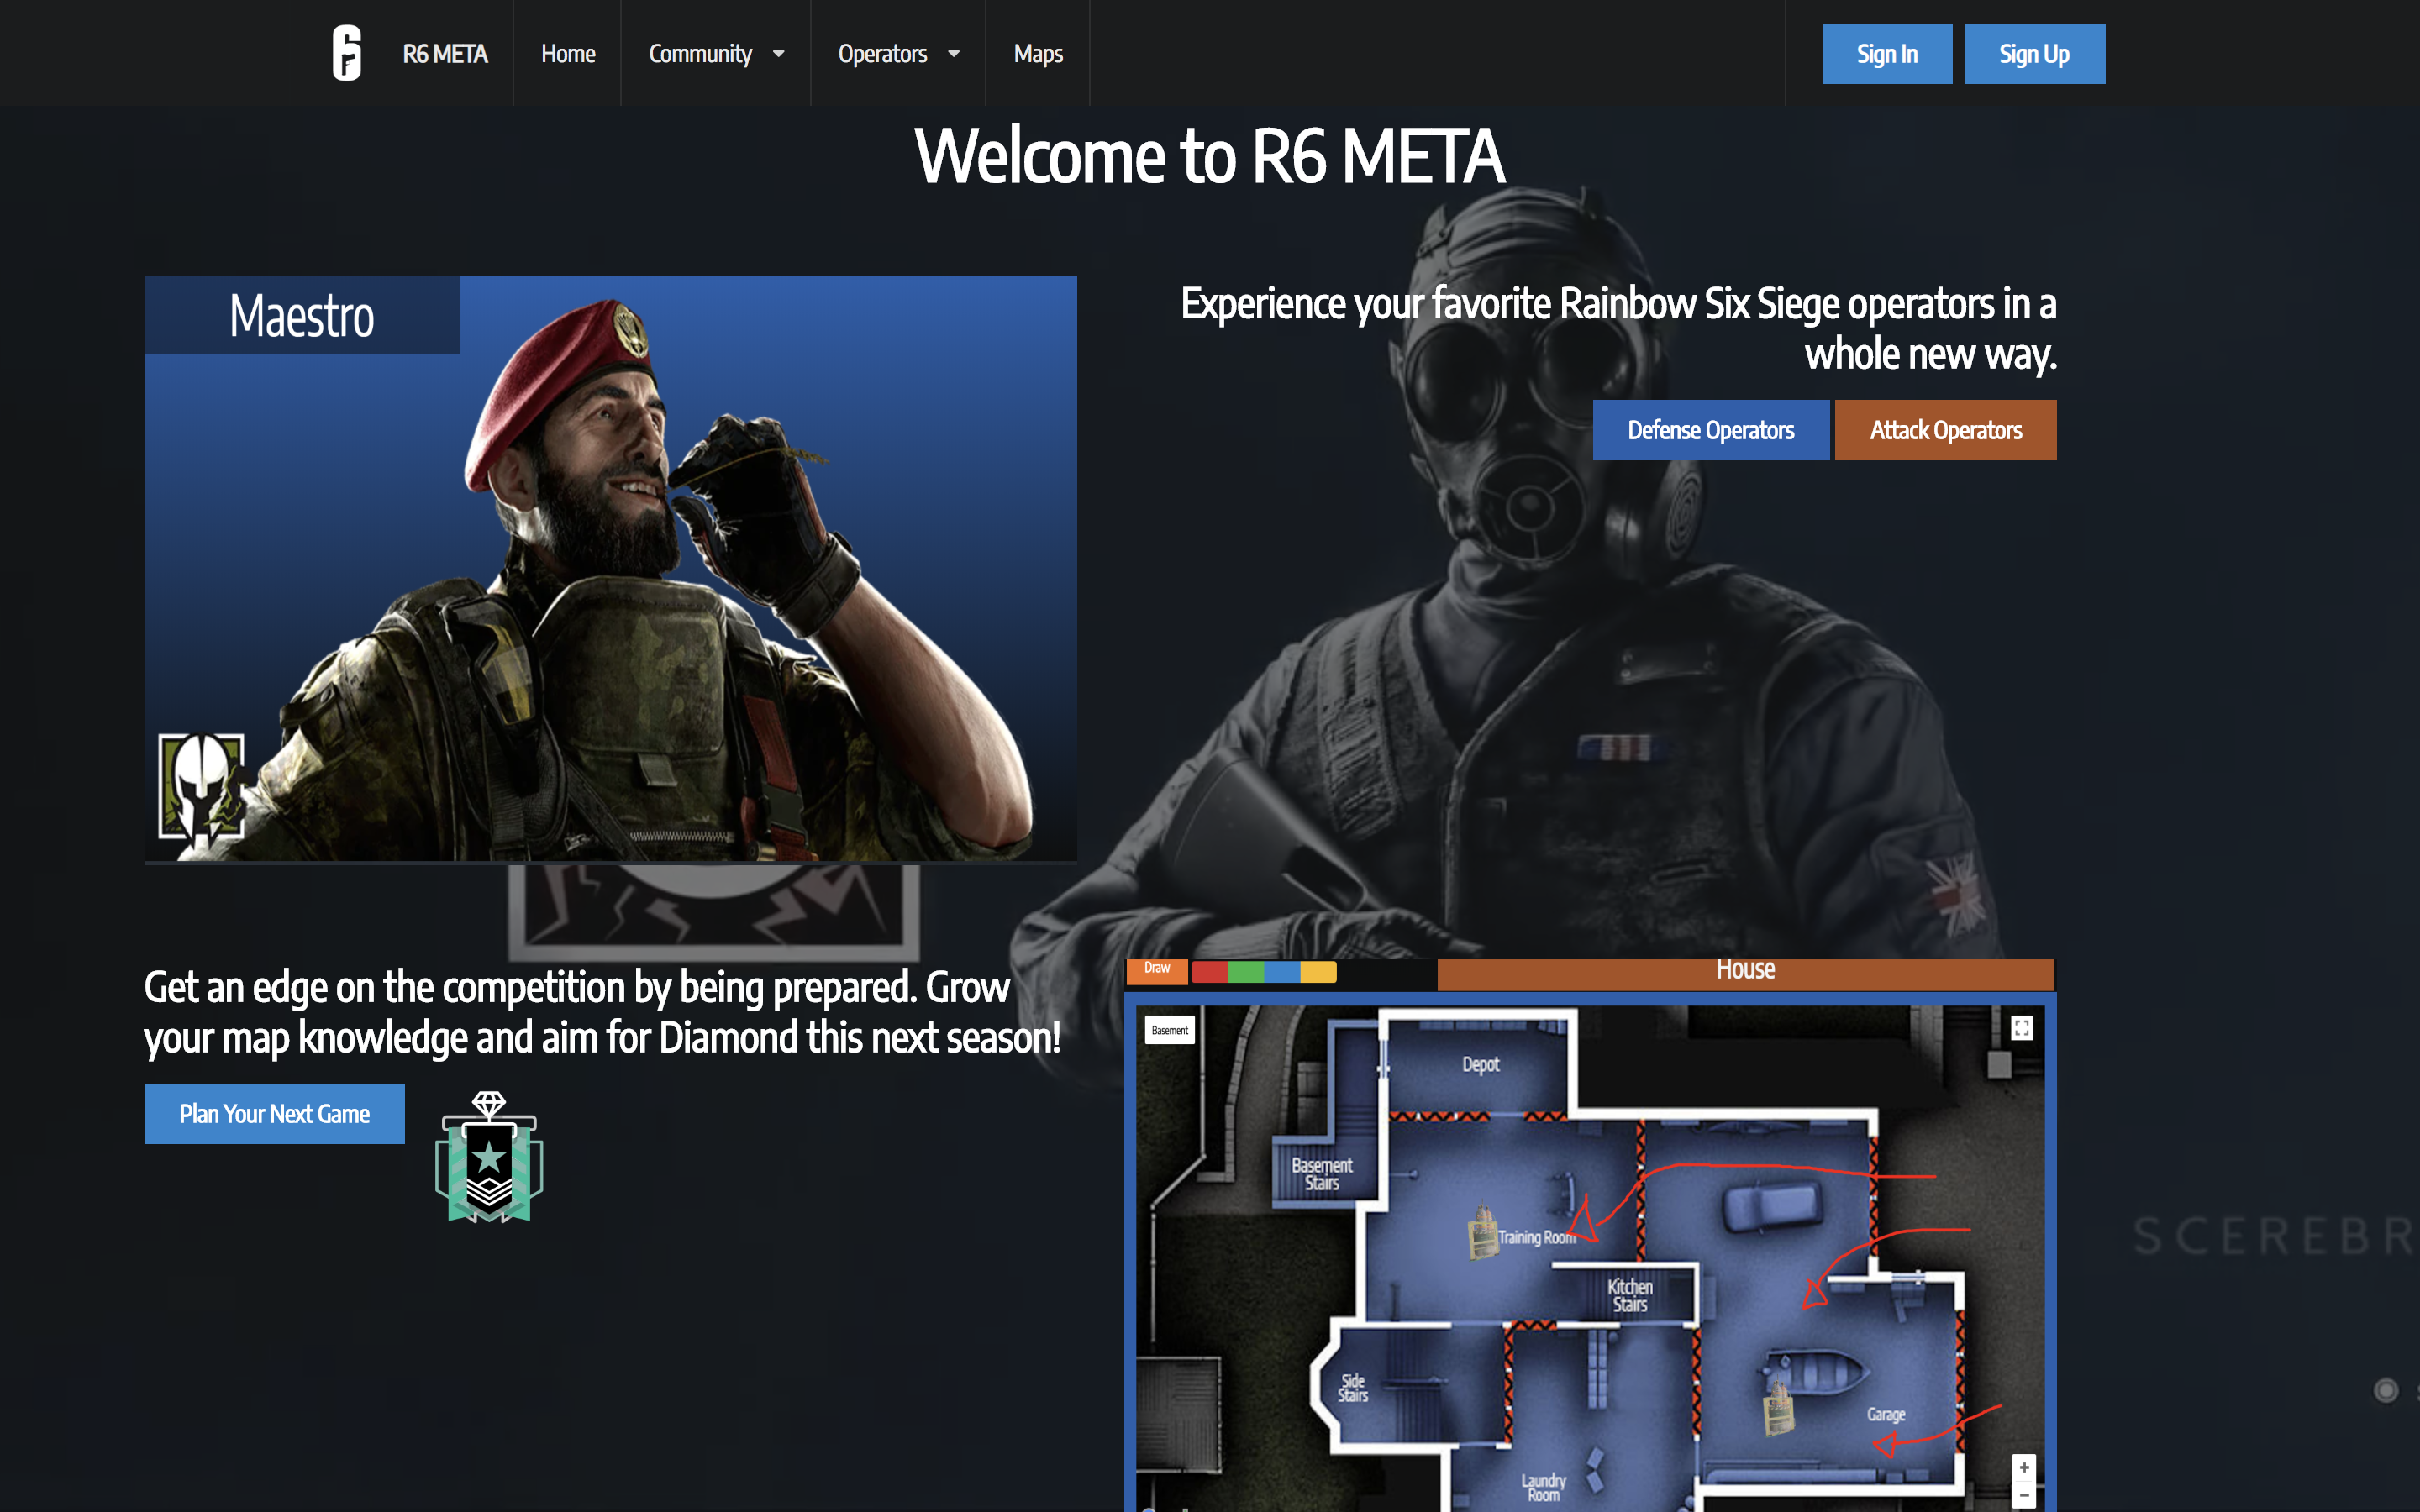 R6 META
Home
Community
Operators
Maps
Sign In
Sign Up
Welcome to R6 META
Maestro
Experience your favorite Rainbow Six Siege operators in a
whole new way.
Defense Operators
Attack Operators
Get an edge on the competition by being prepared. Grow
your map knowledge and aim for Diamond this next season!
Plan Your Next Game
Draw
House
Basement
Depot
Basement
Stairs
Training Room
Kitchen
Stairs
Side
Stairs
Garage
Laundry
Room
SCEREBR